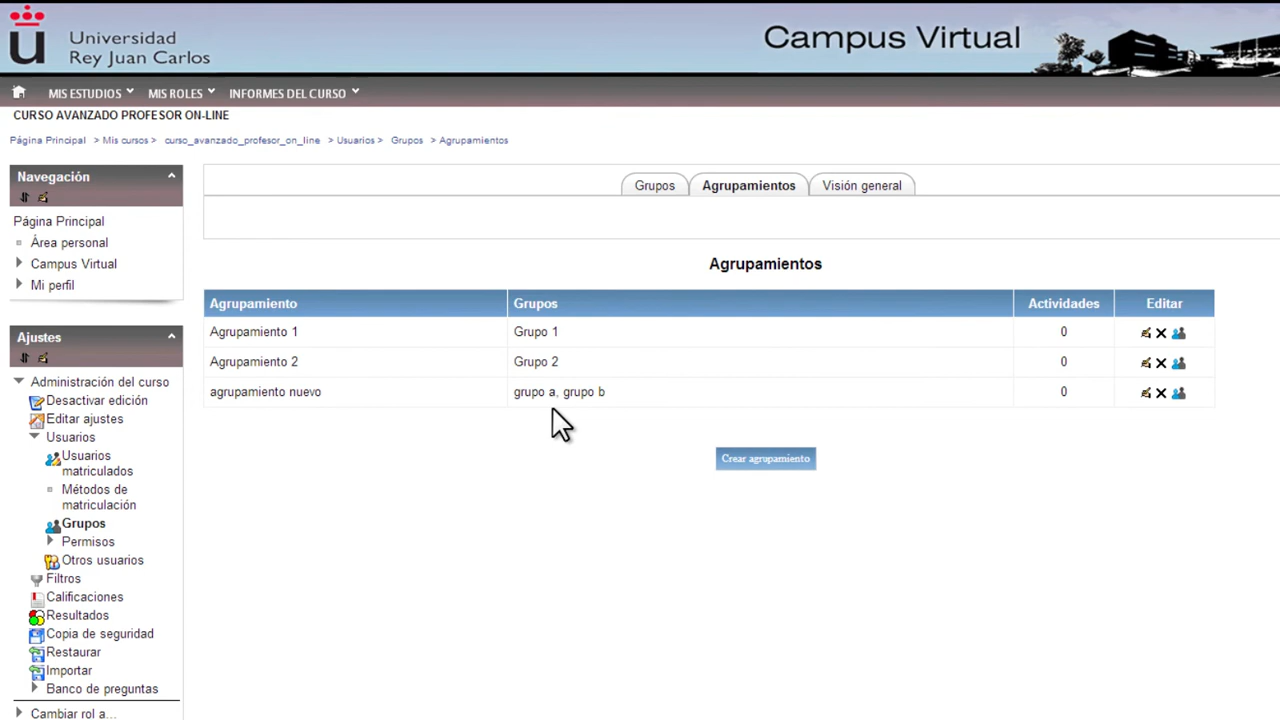 Universidad
Rey Juan Carlos
Campus Virtual
MIS ESTUDIOS MIS ROLES INFORMES DEL CURSO
CURSO AVANZADO PROFESOR ON-LINE
Página Principal > Mis cursos > curso_avanzado_profesor_on_line > Usuarios > Grupos > Agrupamientos
Navegación
Página Principal
Área personal
Campus Virtual
Mi perfil
Ajustes
Administración del curso
Desactivar edición
Editar ajustes
Usuarios
Usuarios
matriculados
Métodos de
matriculación
Grupos
Permisos
Otros usuarios
Filtros
Calificaciones
Resultados
Copia de seguridad
Restaurar
Importar
Banco de preguntas
Cambiar rol a...
Grupos Agrupamientos Visión general
Agrupamientos
Agrupamiento Grupos Actividades Editar
Agrupamiento 1 Grupo 1 0
Agrupamiento 2 Grupo 2 0
agrupamiento nuevo grupo a, grupo b 0
Crear agrupamiento